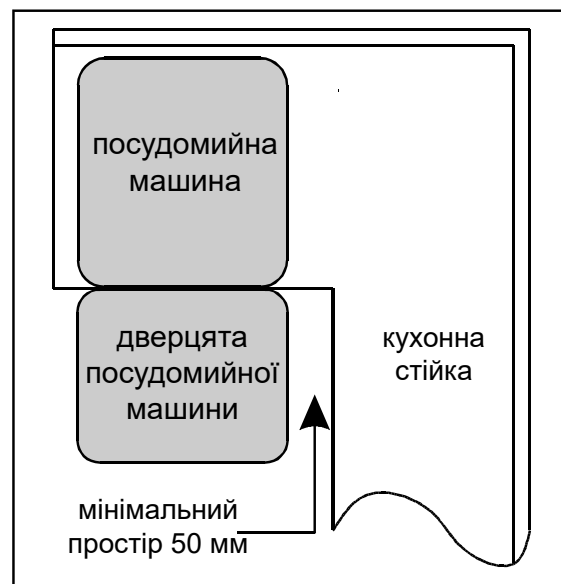 посудомийна
машина
дверцята
посудомийної
машини
кухонна
стійка
мінімальний
простір 50 мм